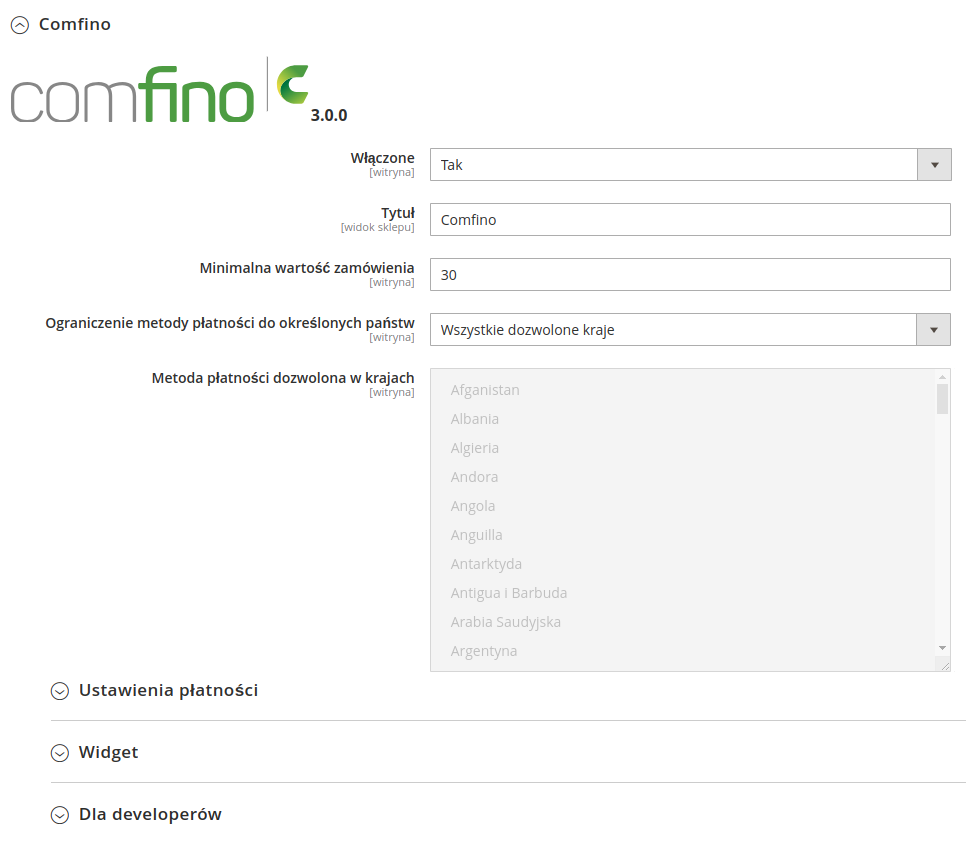 Comfino
comfino
3.0.0
Włączone
[witryna]
Tak
Tytuł
[widok sklepu]
Comfino
Minimalna wartość zamówienia
[witryna]
30
Ograniczenie metody płatności do określonych państw
[witryna]
Wszystkie dozwolone kraje
Metoda płatności dozwolona w krajach
[witryna]
Afganistan
Albania
Algieria
Andora
Angola
Anguilla
Antarktyda
Antigua i Barbuda
Arabia Saudyjska
Argentyna
Ustawienia płatności
Widget
Dla developerów